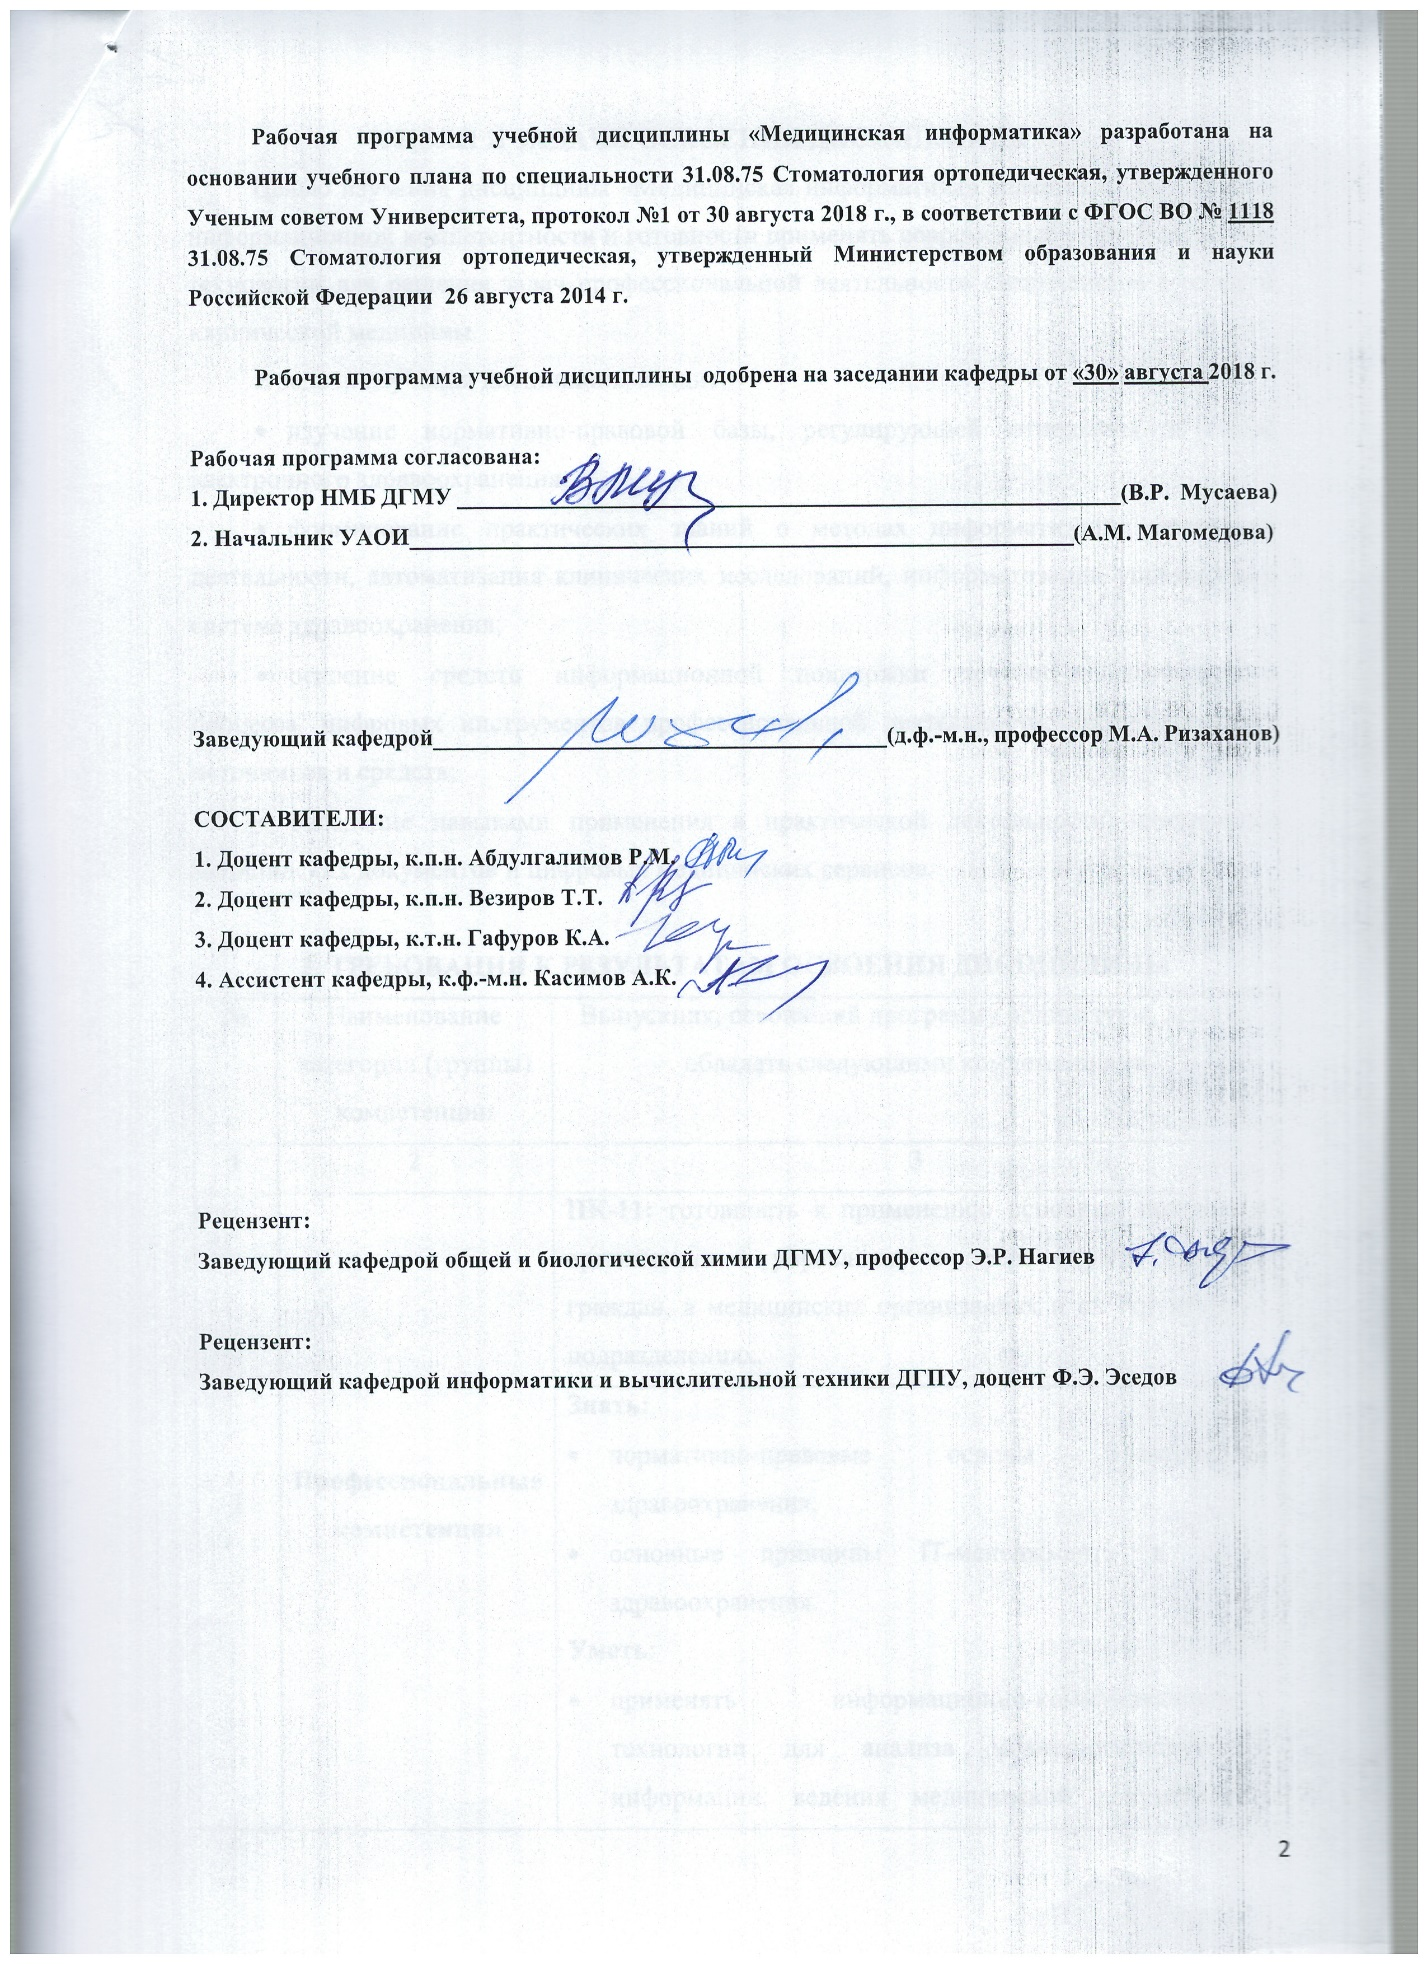 Рабочая программа учебной дисциплины «Медицинская информатика» разработана на
основании учебного плана по специальности 31.08.75 Стоматология ортопедическая, утвержденного
Ученым советом Университета, протокол №1 от 30 августа 2018 г., в соответствии с ФГОС ВО № 1118
31.08.75 Стоматология ортопедическая, утвержденный Министерством образования и науки
Российской Федерации 26 августа 2014 г.
Рабочая программа учебной дисциплины одобрена на заседании кафедры от «30» августа 2018 г.
Рабочая программа согласована:
1. Директор НМБ ДГМУ (В.Р. Мусаева)
2. Начальник УАОИ (А.М. Магомедова)
Заведующий кафедрой (д.ф.-м.н., профессор М.А. Ризаханов)
СОСТАВИТЕЛИ:
1. Доцент кафедры, к.п.н. Абдулгалимов Р.М.
2. Доцент кафедры, к.п.н. Везиров Т.Т.
3. Доцент кафедры, к.т.н. Гафуров К.А.
4. Ассистент кафедры, к.ф.-м.н. Касимов А.К.
Рецензент:
Заведующий кафедрой общей и биологической химии ДГМУ, профессор Э.Р. Нагиев
Рецензент:
Заведующий кафедрой информатики и вычислительной техники ДГПУ, доцент Ф.Э. Эседов
2